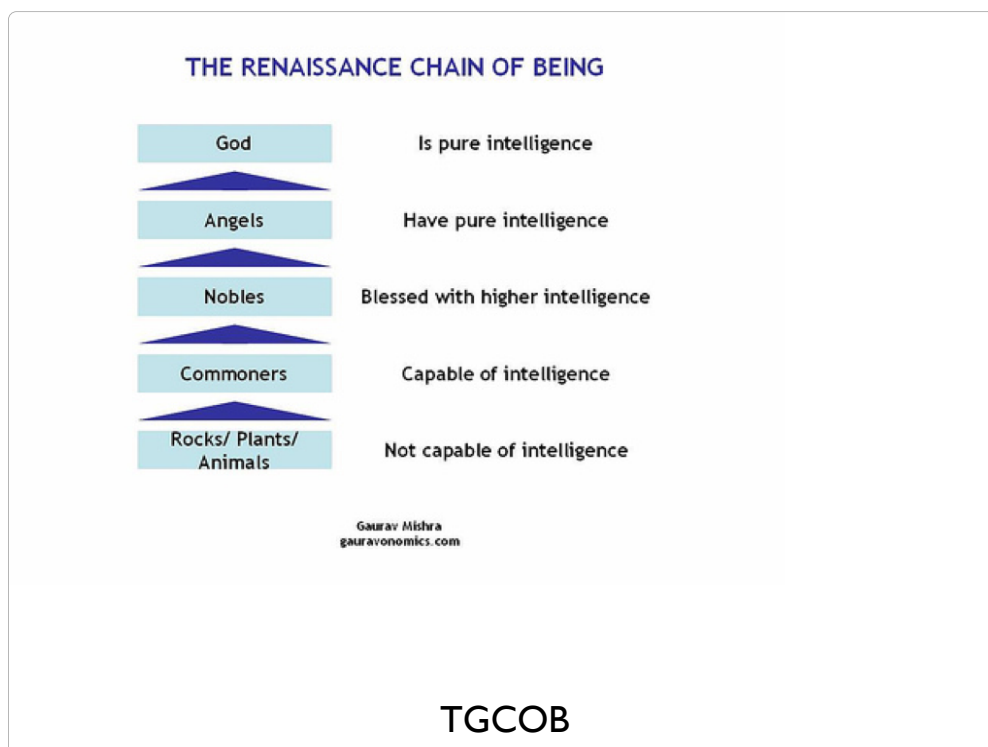 THE RENAISSANCE CHAIN OF BEING
God Is pure intelligence
Angels Have pure intelligence
Nobles Blessed with higher intelligence
Commoners Capable of intelligence
Rocks/ Plants/
Animals Not capable of intelligence
Gaurav Mishra
gauravonomics.com
TGCOB